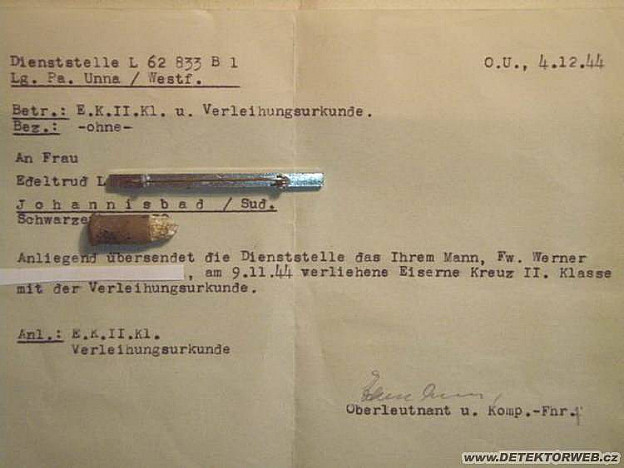 Dienststelle L 62 833 B 1
Lg. Pa. Unna / Westf.
O.U., 4.12.44
Betr.: E.K.II.Kl. u. Verleihungsurkunde.
Bez.: -ohne-
An Frau
Edeltrud L
Johannisbad / Sud.
Schwarze
Anliegend übersendet die Dienststelle das Ihrem Mann, Fw. Werner
, am 9.11.44 verliehene Eiserne Kreuz II. Klasse
mit der Verleihungsurkunde.
Anl.: E.K.II.Kl.
Verleihungsurkunde
Oberleutnant u. Komp.-Fhr.
www.DETEKTORWEB.cz